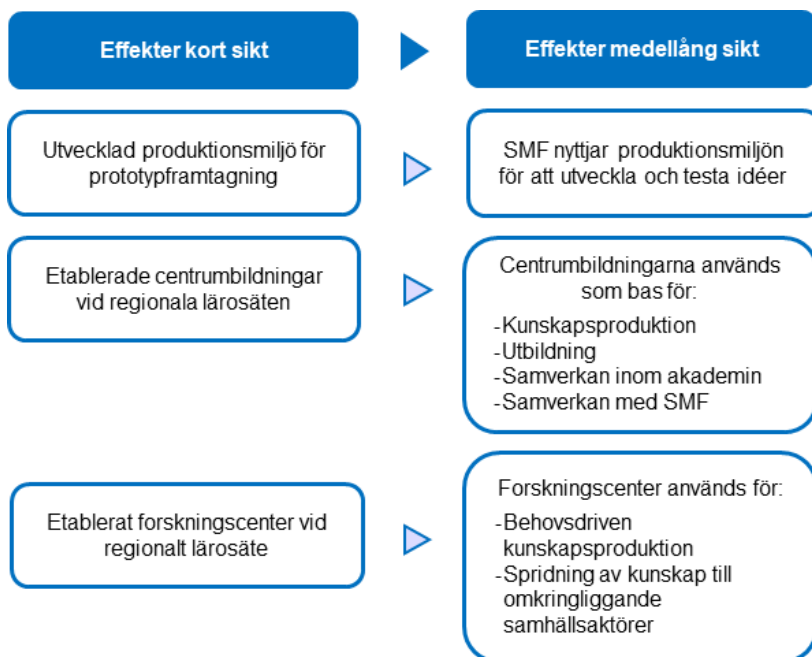 Effekter kort sikt
Effekter medellång sikt
Utvecklad produktionsmiljö för
prototypframtagning
SMF nyttjar produktionsmiljön
för att utveckla och testa idéer
Etablerade centrumbildningar
vid regionala lärosäten
Centrumbildningarna används
som bas för:
-Kunskapsproduktion
-Utbildning
-Samverkan inom akademin
-Samverkan med SMF
Etablerat forskningscenter vid
regionalt lärosäte
Forskningscenter används för:
-Behovsdriven
kunskapsproduktion
-Spridning av kunskap till
omkringliggande
samhällsaktörer